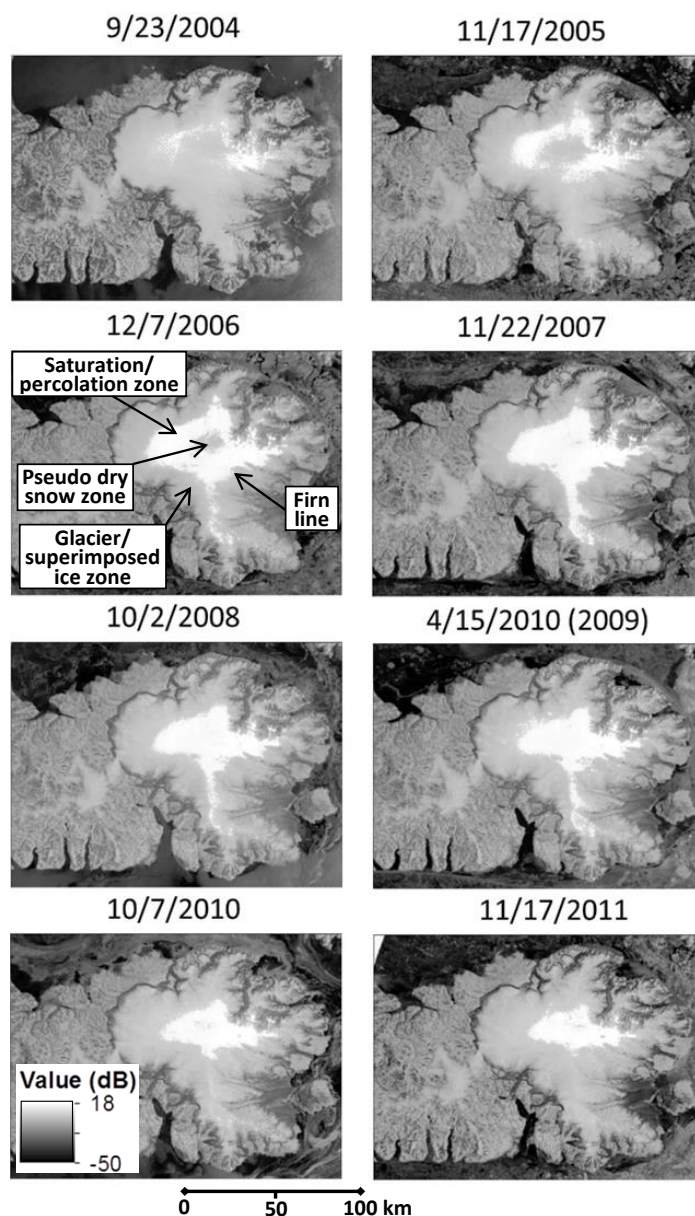 9/23/2004
11/17/2005
12/7/2006
11/22/2007
Saturation/
percolation zone
Pseudo dry
snow zone
Glacier/
superimposed
ice zone
Firn
line
10/2/2008
4/15/2010 (2009)
10/7/2010
11/17/2011
Value (dB)
18
-50
0
50
100 km